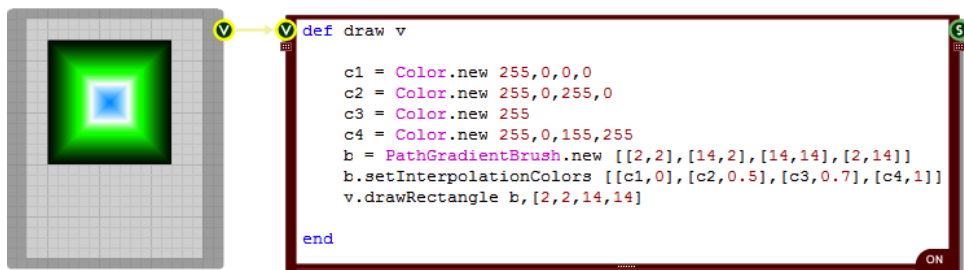 V V def draw v S
c1 = Color.new 255,0,0,0
c2 = Color.new 255,0,255,0
c3 = Color.new 255
c4 = Color.new 255,0,155,255
b = PathGradientBrush.new [[2,2],[14,2],[14,14],[2,14]]
b.setInterpolationColors [[c1,0],[c2,0.5],[c3,0.7],[c4,1]]
v.drawRectangle b,[2,2,14,14]
end
ON